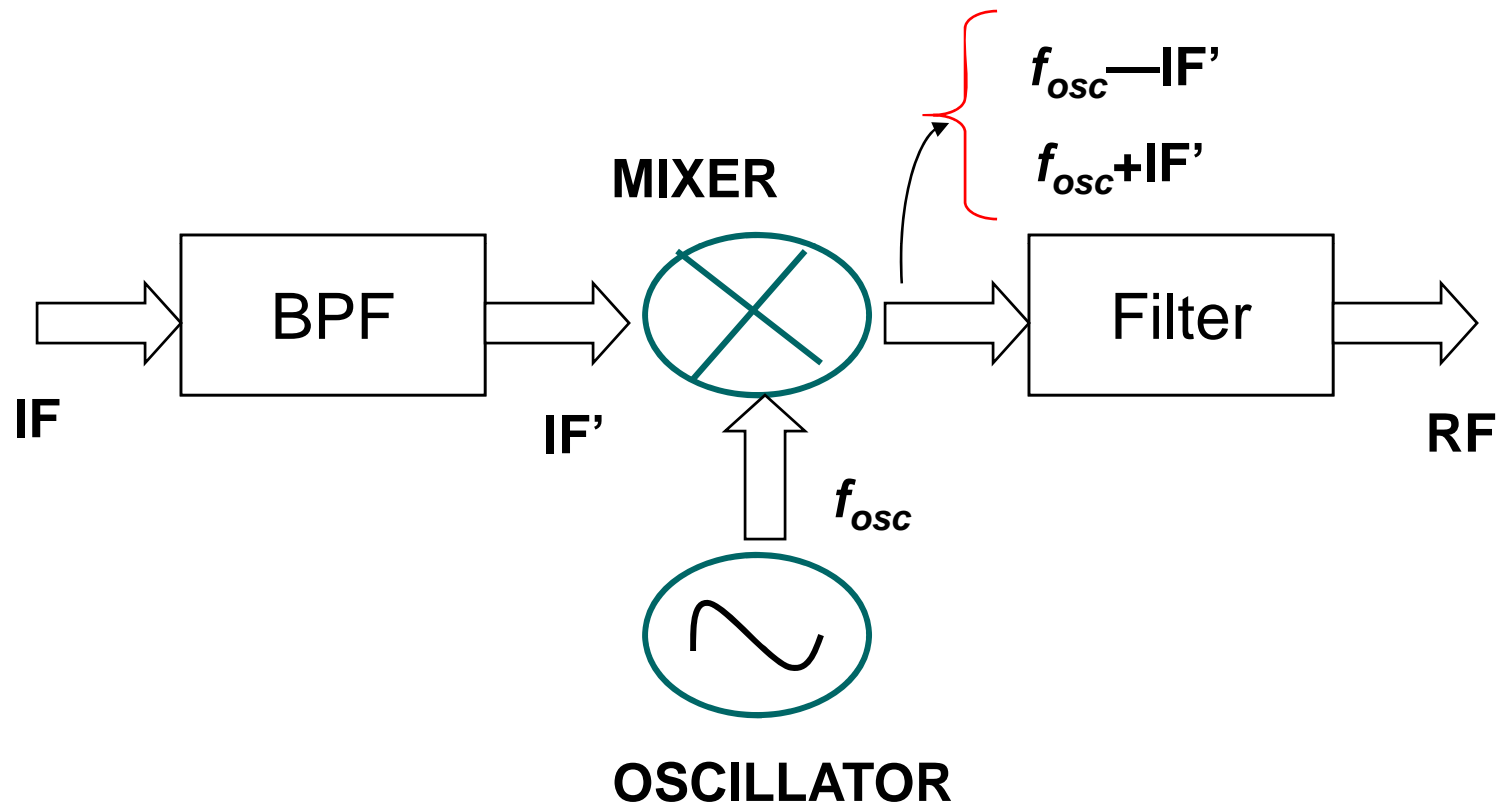 fosc—IF’
fosc+IF’
MIXER
BPF
Filter
IF
IF’
RF
fosc
OSCILLATOR